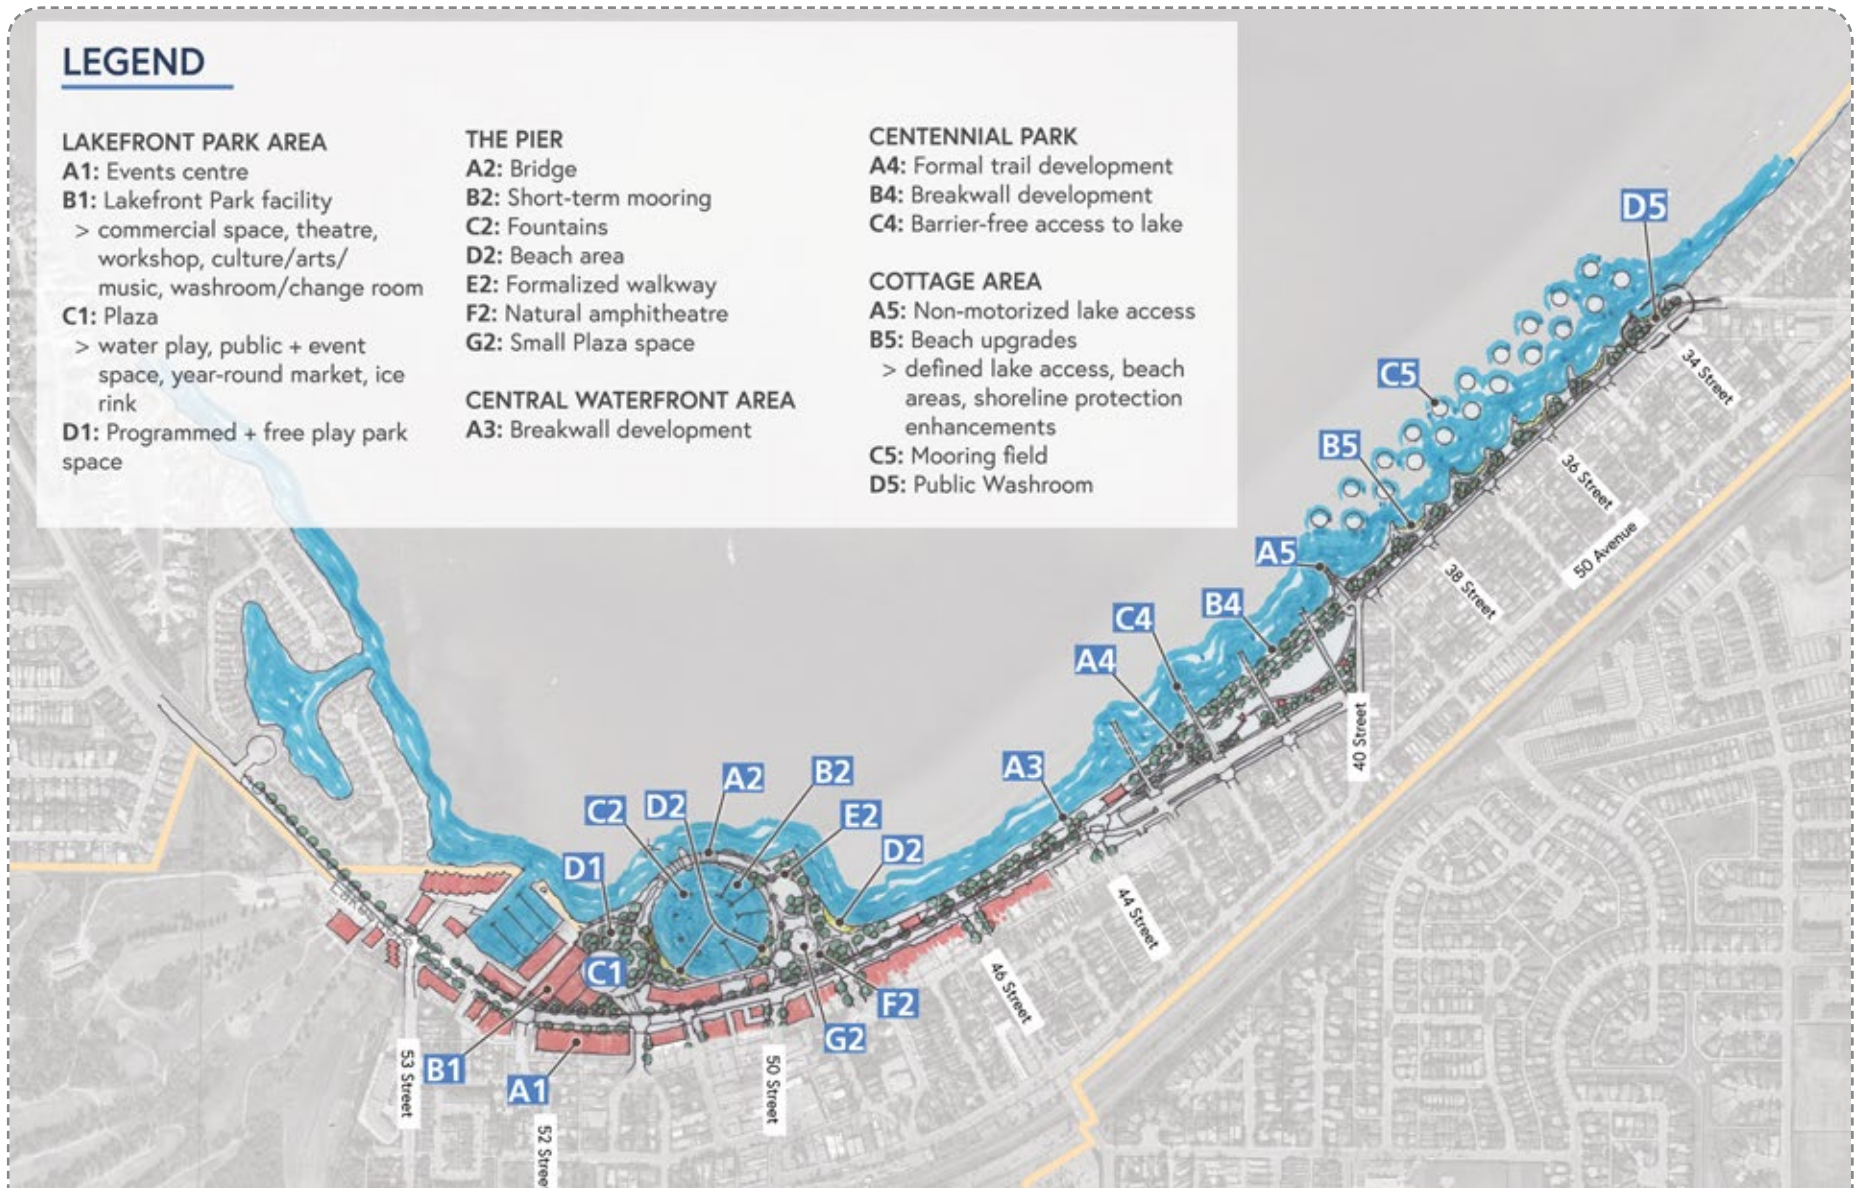 LEGEND
LAKEFRONT PARK AREA
A1: Events centre
B1: Lakefront Park facility
> commercial space, theatre,
workshop, culture/arts/
music, washroom/change room
C1: Plaza
> water play, public + event
space, year-round market, ice
rink
D1: Programmed + free play park
space
THE PIER
A2: Bridge
B2: Short-term mooring
C2: Fountains
D2: Beach area
E2: Formalized walkway
F2: Natural amphitheatre
G2: Small Plaza space
CENTRAL WATERFRONT AREA
A3: Breakwall development
CENTENNIAL PARK
A4: Formal trail development
B4: Breakwall development
C4: Barrier-free access to lake
COTTAGE AREA
A5: Non-motorized lake access
B5: Beach upgrades
> defined lake access, beach
areas, shoreline protection
enhancements
C5: Mooring field
D5: Public Washroom
D5
34 Street
C5
B5
36 Street
50 Avenue
A5
38 Street
B4
C4
A4
40 Street
A3
A2
B2
D2
C2
E2
D2
D1
44 Street
C1
46 Street
F2
G2
B1
A1
53 Street
50 Street
52 Stree